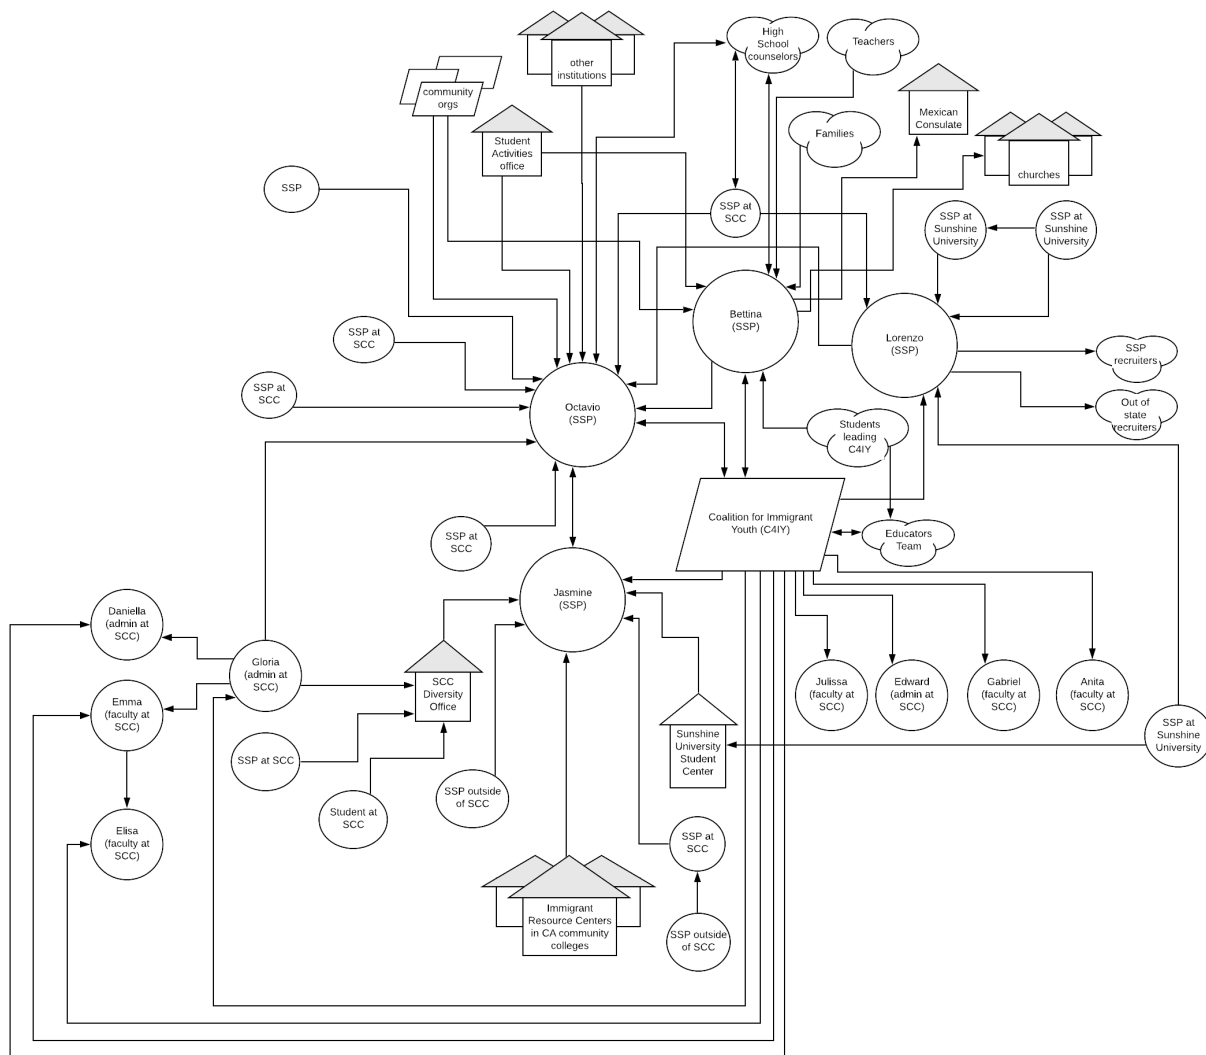 High
School
counselors
Teachers
other
institutions
community
orgs
Mexican
Consulate
Families
Student
Activities
office
churches
SSP
SSP at
SCC
SSP at
Sunshine
University
SSP at
Sunshine
University
Bettina
(SSP)
Lorenzo
(SSP)
SSP at
SCC
SSP
recruiters
SSP at
SCC
Octavio
(SSP)
Out of
state
recruiters
Students
leading
C4IY
Coalition for Immigrant
Youth (C4IY)
SSP at
SCC
Educators
Team
Jasmine
(SSP)
Daniella
(admin at
SCC)
Gloria
(admin at
SCC)
SCC
Diversity
Office
Julissa
(faculty at
SCC)
Edward
(admin at
SCC)
Gabriel
(faculty at
SCC)
Anita
(faculty at
SCC)
Emma
(faculty at
SCC)
SSP at
Sunshine
University
Sunshine
University
Student
Center
SSP at SCC
SSP outside
of SCC
Student at
SCC
Elisa
(faculty at
SCC)
SSP at
SCC
Immigrant
Resource Centers
in CA community
colleges
SSP outside
of SCC